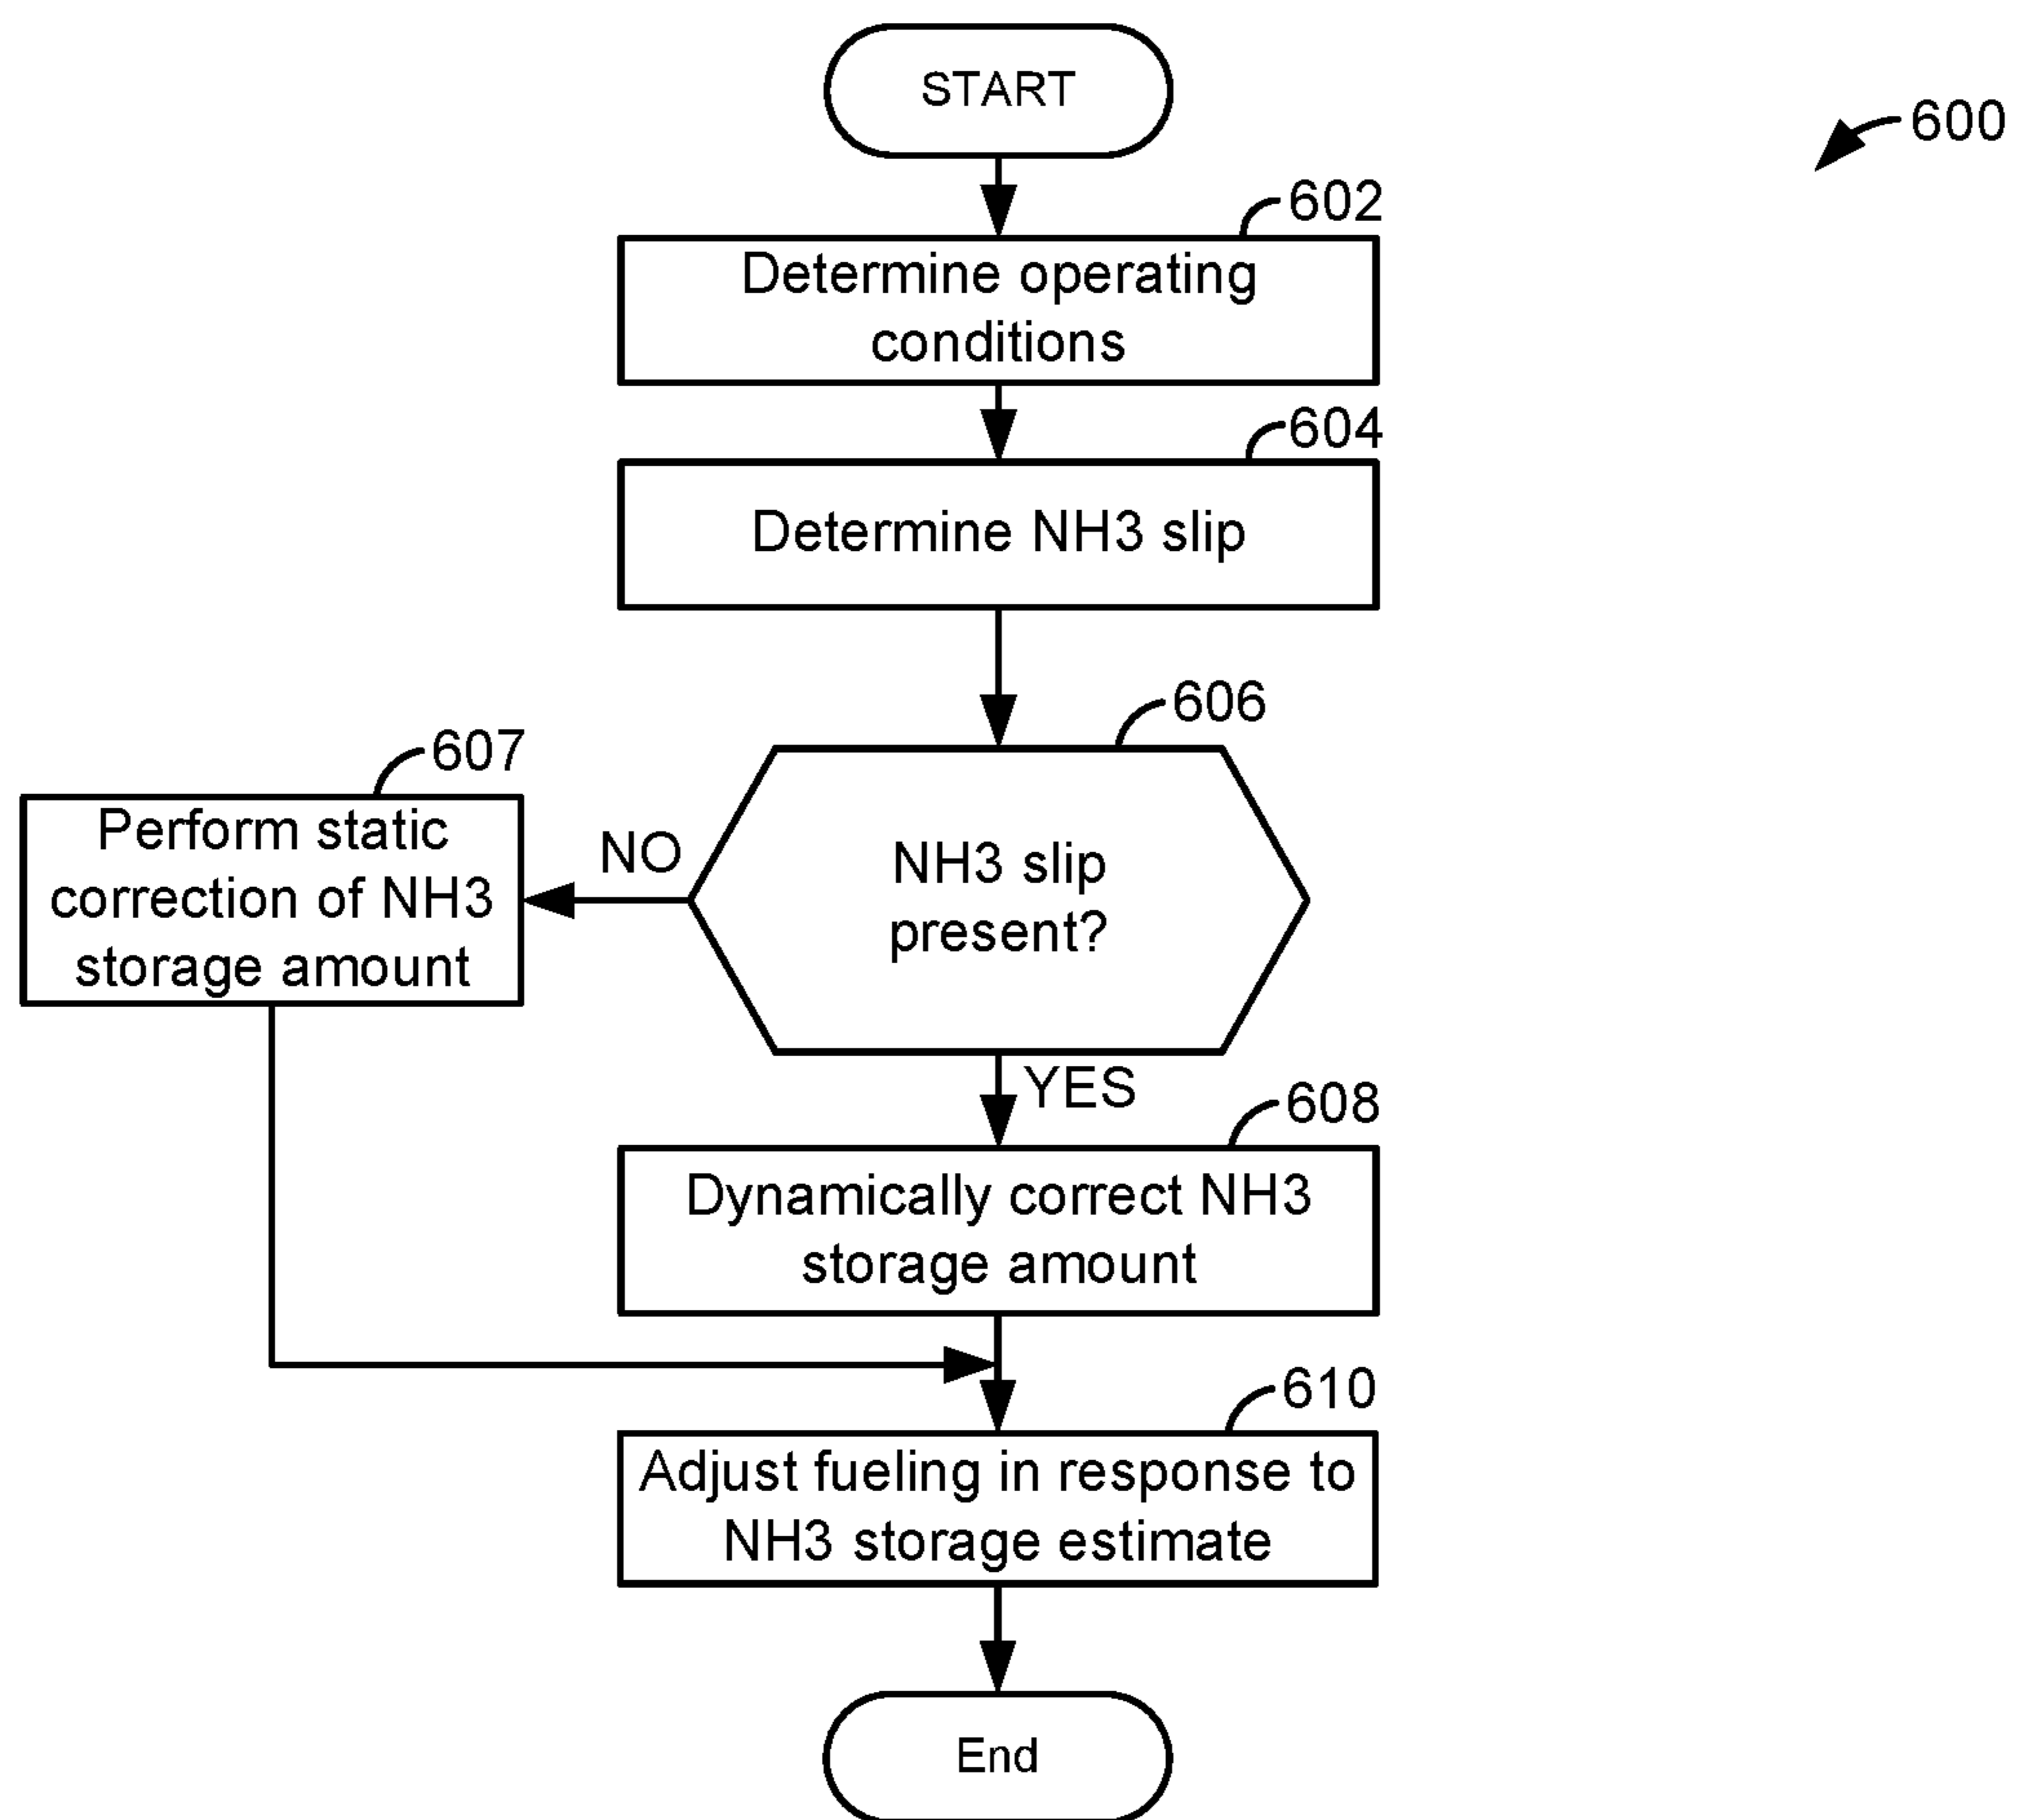 START
600
602
Determine operating
conditions
604
Determine NH3 slip
606
607
Perform static
correction of NH3
storage amount
NO
NH3 slip
present?
YES
608
Dynamically correct NH3
storage amount
610
Adjust fueling in response to
NH3 storage estimate
End